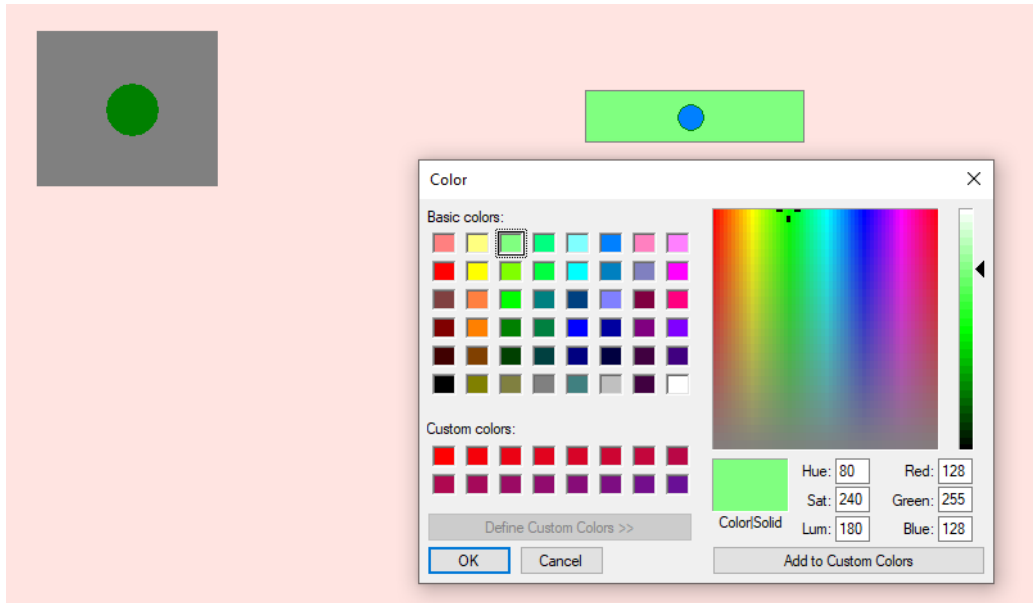 Color
Basic colors:
Custom colors:
Define Custom Colors >>
OK Cancel
Color|Solid
Hue: 80 Red: 128
Sat: 240 Green: 255
Lum: 180 Blue: 128
Add to Custom Colors